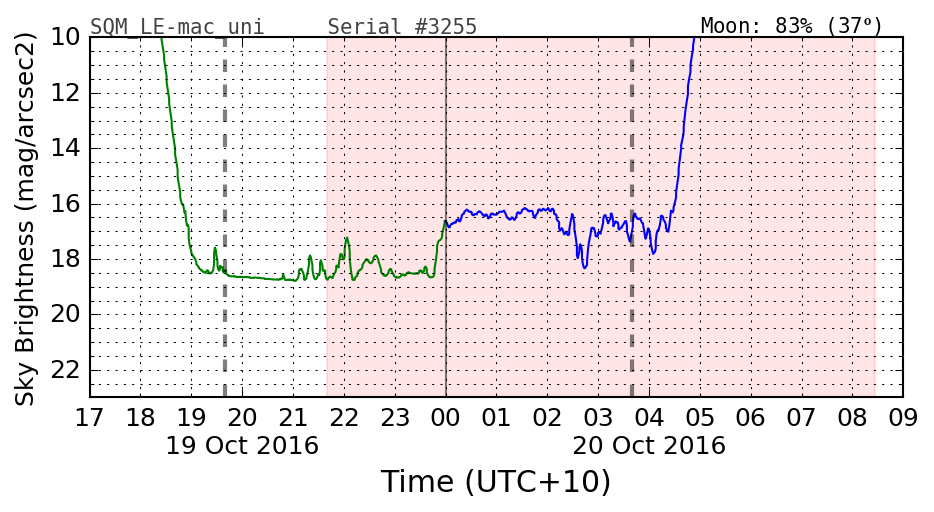 SQM_LE-mac_uni Serial #3255 Moon: 83% (37°)
Sky Brightness (mag/arcsec2)
10
12
14
16
18
20
22
17 18 19 20 21 22 23 00 01 02 03 04 05 06 07 08 09
19 Oct 2016 20 Oct 2016
Time (UTC+10)